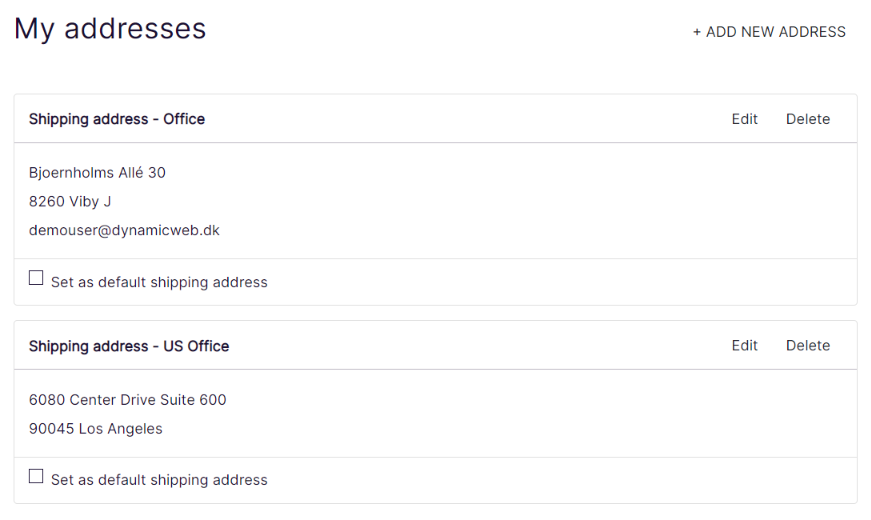 My addresses
+ ADD NEW ADDRESS
Shipping address - Office
Edit
Delete
Bjoernholms Allé 30
8260 Viby J
demouser@dynamicweb.dk
Set as default shipping address
Shipping address - US Office
Edit
Delete
6080 Center Drive Suite 600
90045 Los Angeles
Set as default shipping address